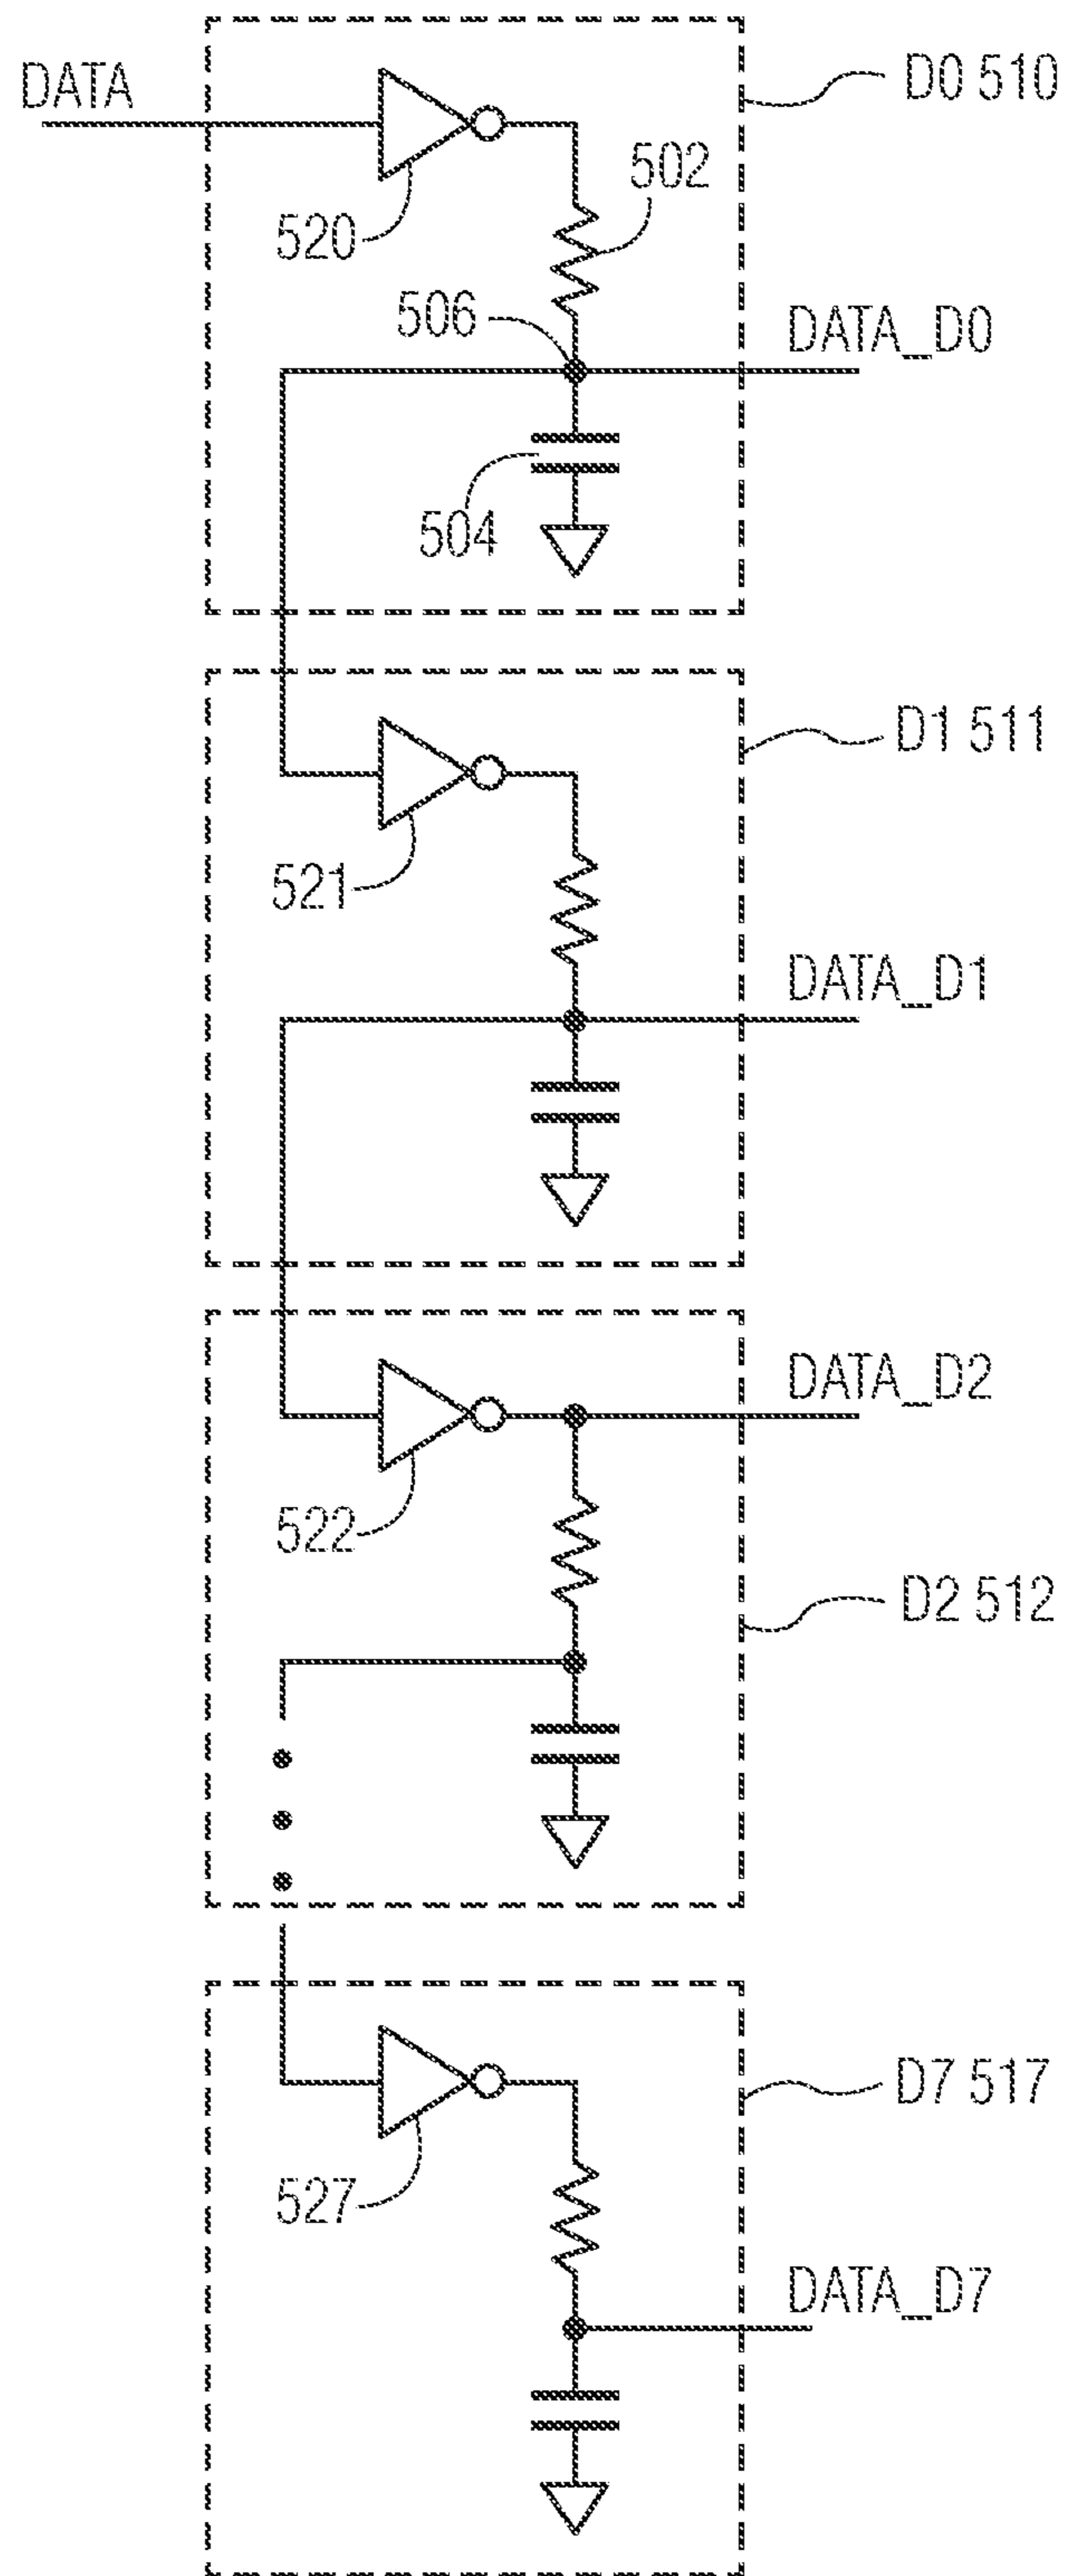 DATA
D0 510
502
520
506
DATA_D0
504
D1 511
521
DATA_D1
DATA_D2
522
D2 512
D7 517
527
DATA_D7